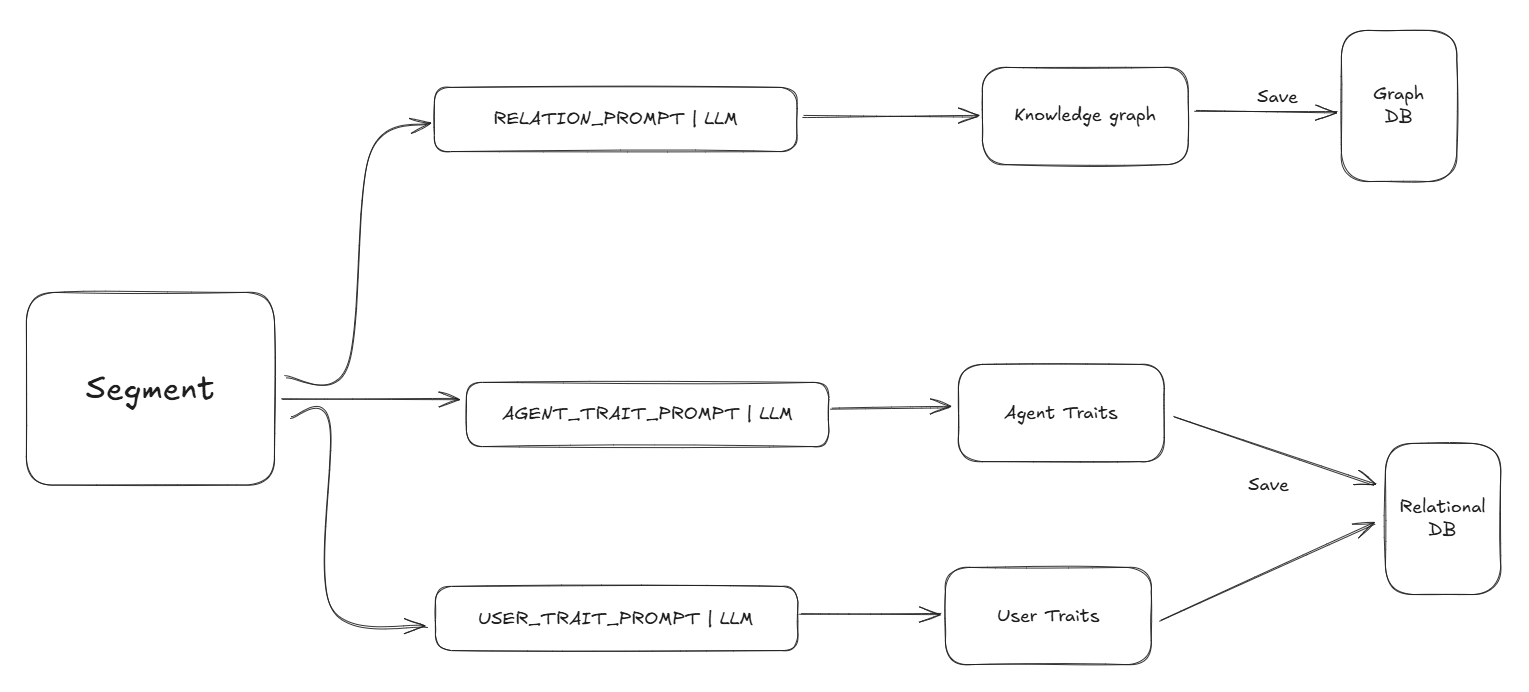 RELATION_PROMPT | LLM
Knowledge graph
Save
Graph
DB
Segment
AGENT_TRAIT_PROMPT | LLM
Agent Traits
Save
Relational
DB
USER_TRAIT_PROMPT | LLM
User Traits